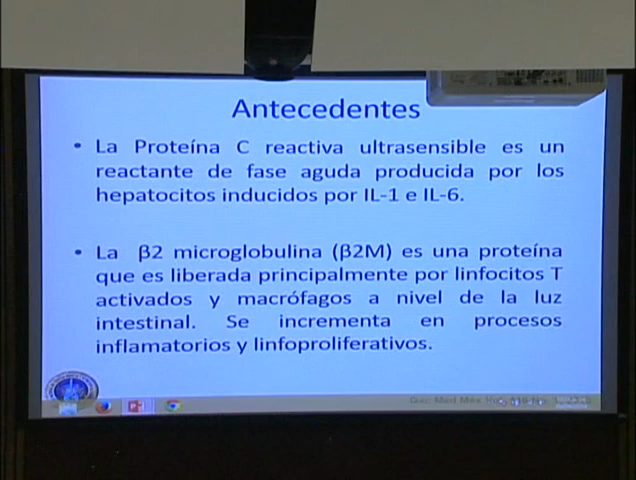 Antecedentes
• La Proteína C reactiva ultrasensible es un
reactante de fase aguda producida por los
hepatocitos inducidos por IL-1 e IL-6.
• La β2 microglobulina (β2M) es una proteína
que es liberada principalmente por linfocitos T
activados y macrófagos a nivel de la luz
intestinal. Se incrementa en procesos
inflamatorios y linfoproliferativos.